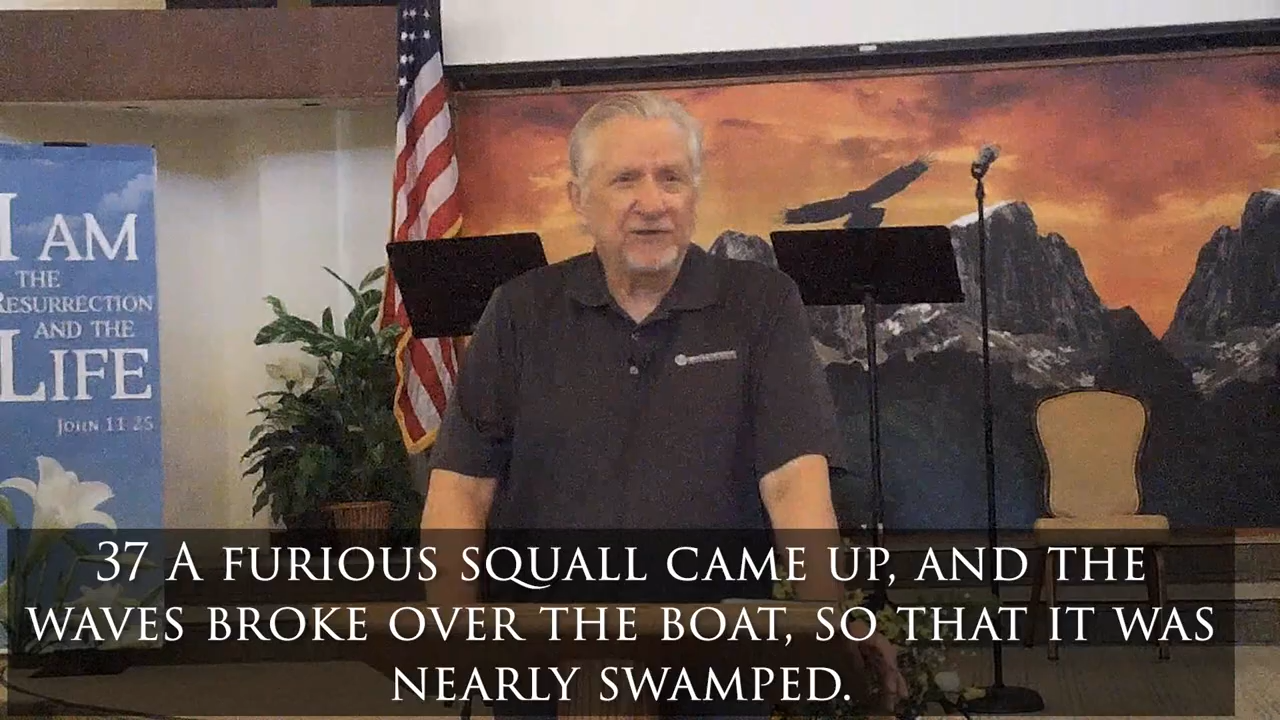 I AM
THE
RESURRECTION
AND THE
LIFE
JOHN 11:25
37 A FURIOUS SQUALL CAME UP, AND THE
WAVES BROKE OVER THE BOAT, SO THAT IT WAS
NEARLY SWAMPED.